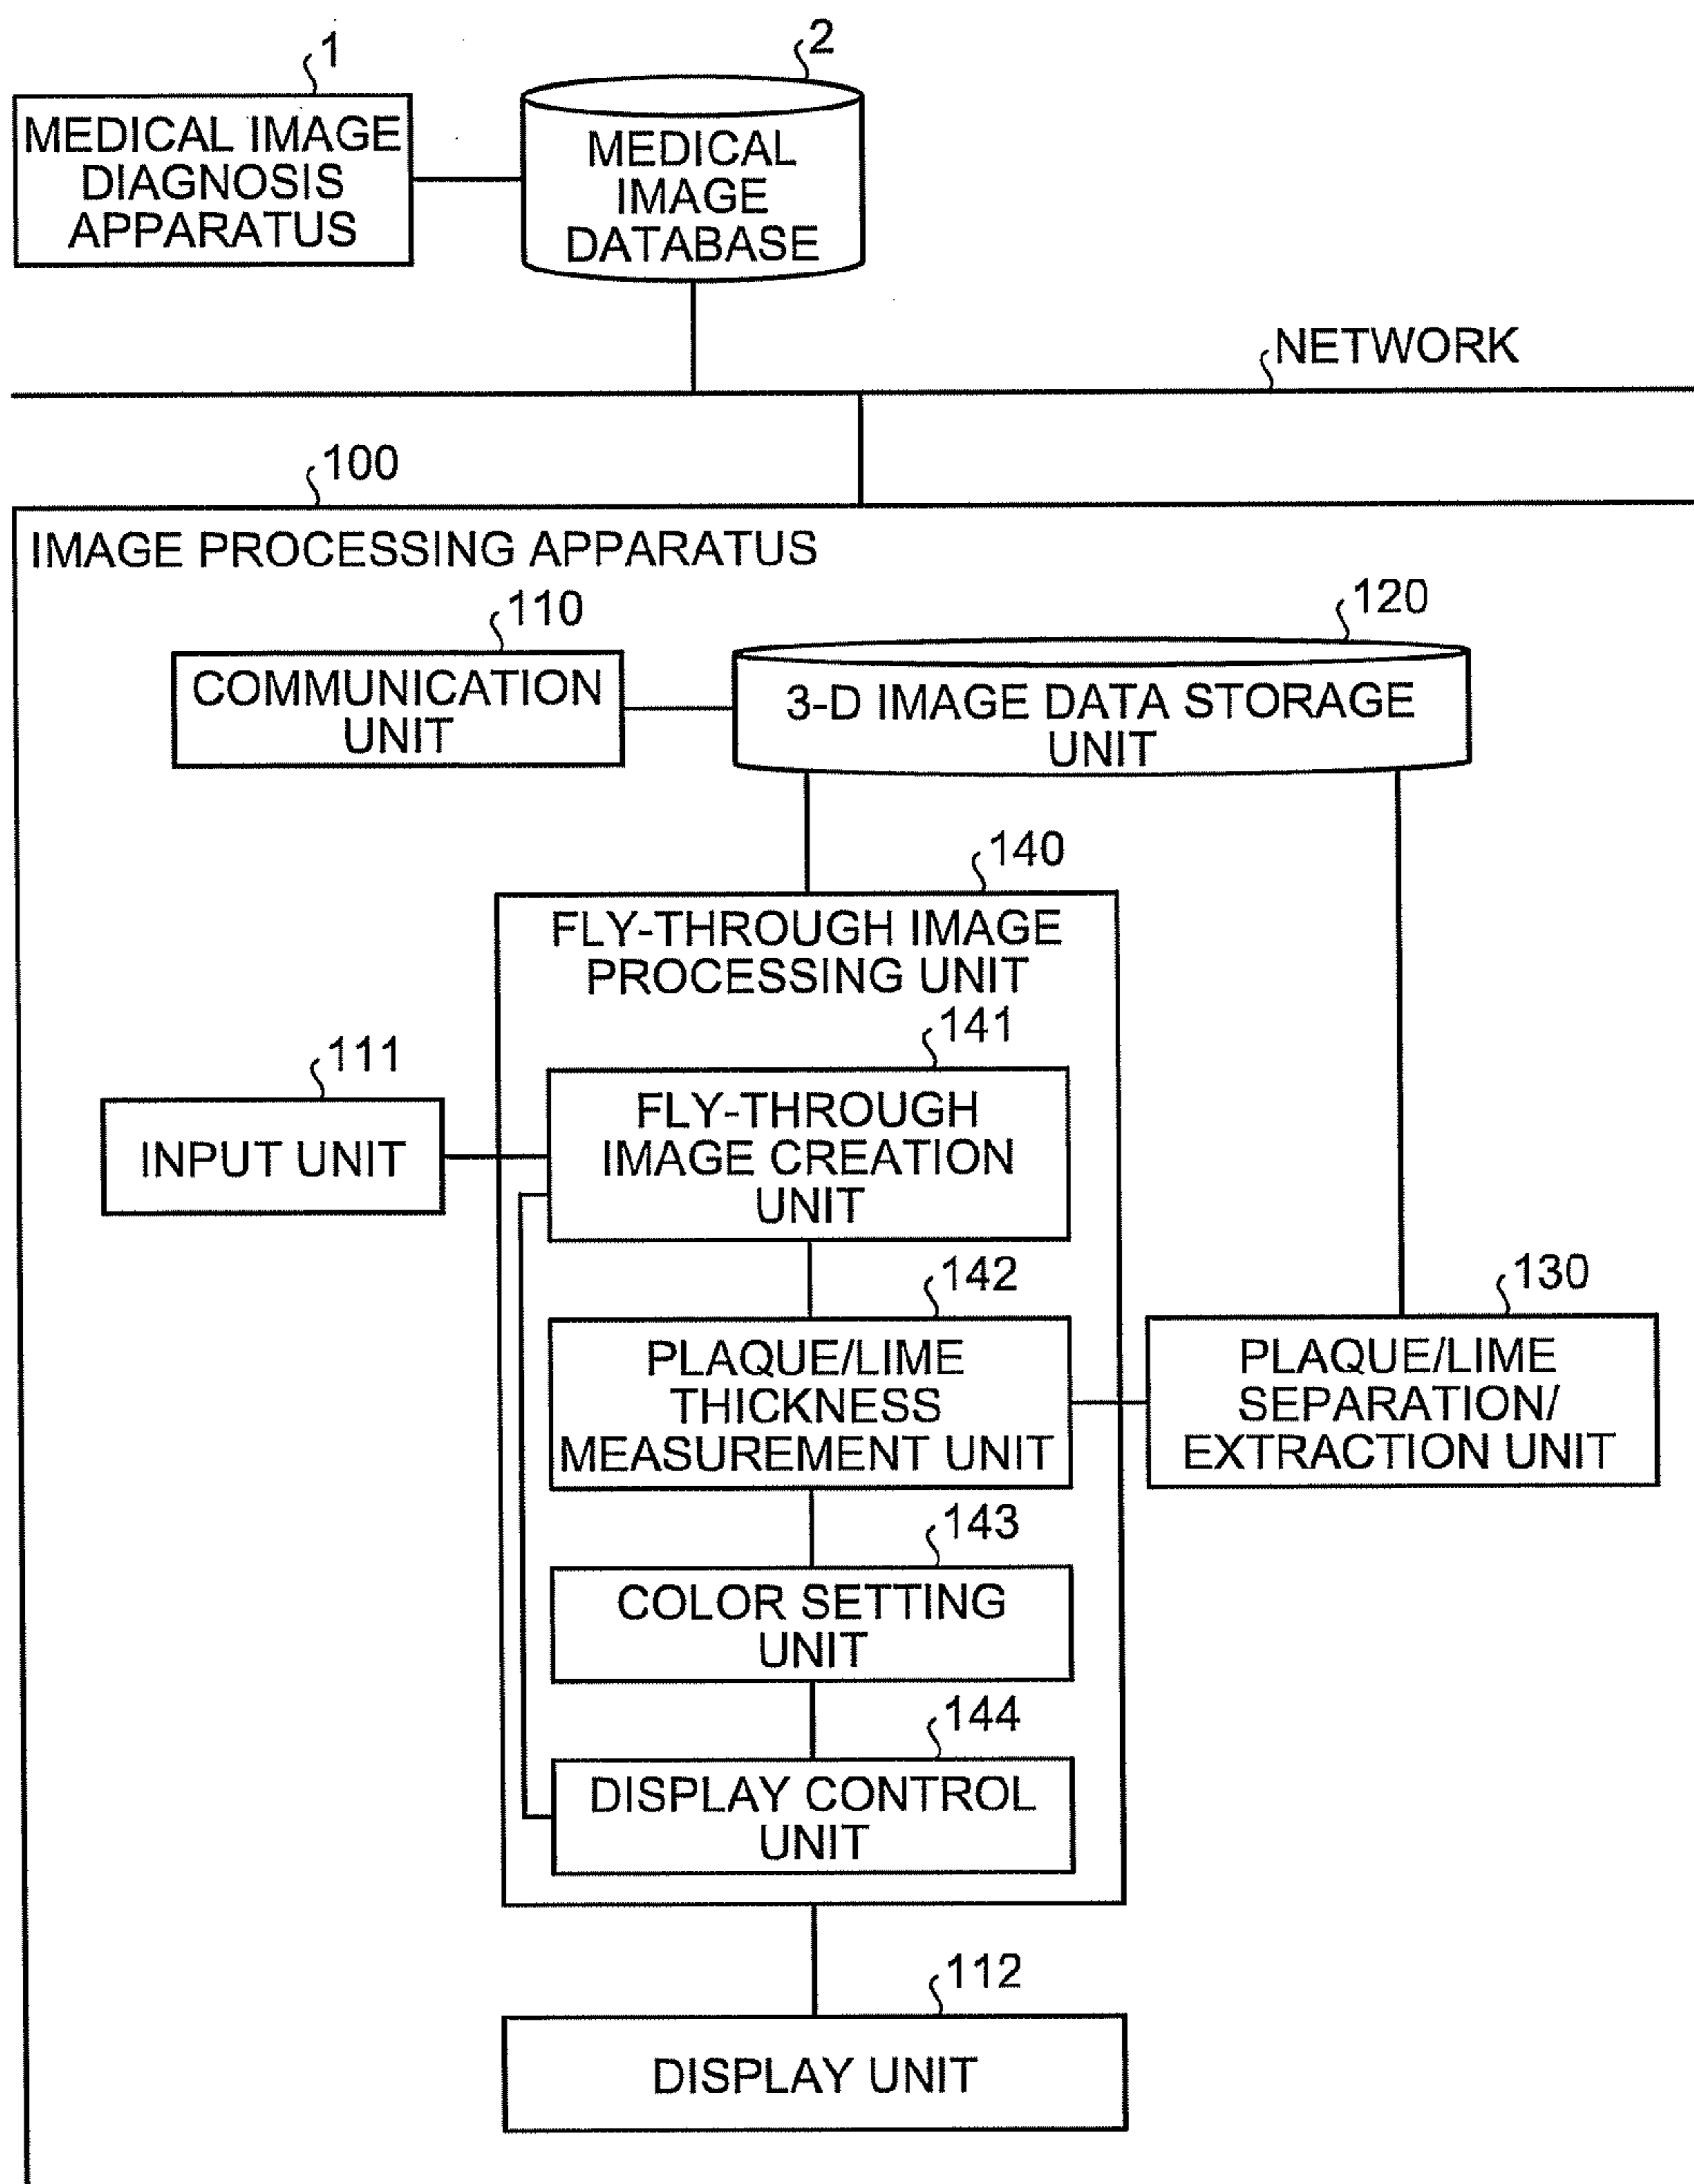 1
2
MEDICAL IMAGE
DIAGNOSIS
APPARATUS
MEDICAL
IMAGE
DATABASE
NETWORK
100
IMAGE PROCESSING APPARATUS
110
120
COMMUNICATION
UNIT
3-D IMAGE DATA STORAGE
UNIT
140
FLY-THROUGH IMAGE
PROCESSING UNIT
111
141
INPUT UNIT
FLY-THROUGH
IMAGE CREATION
UNIT
142
130
PLAQUE/LIME
THICKNESS
MEASUREMENT UNIT
PLAQUE/LIME
SEPARATION/
EXTRACTION UNIT
143
COLOR SETTING
UNIT
144
DISPLAY CONTROL
UNIT
112
DISPLAY UNIT